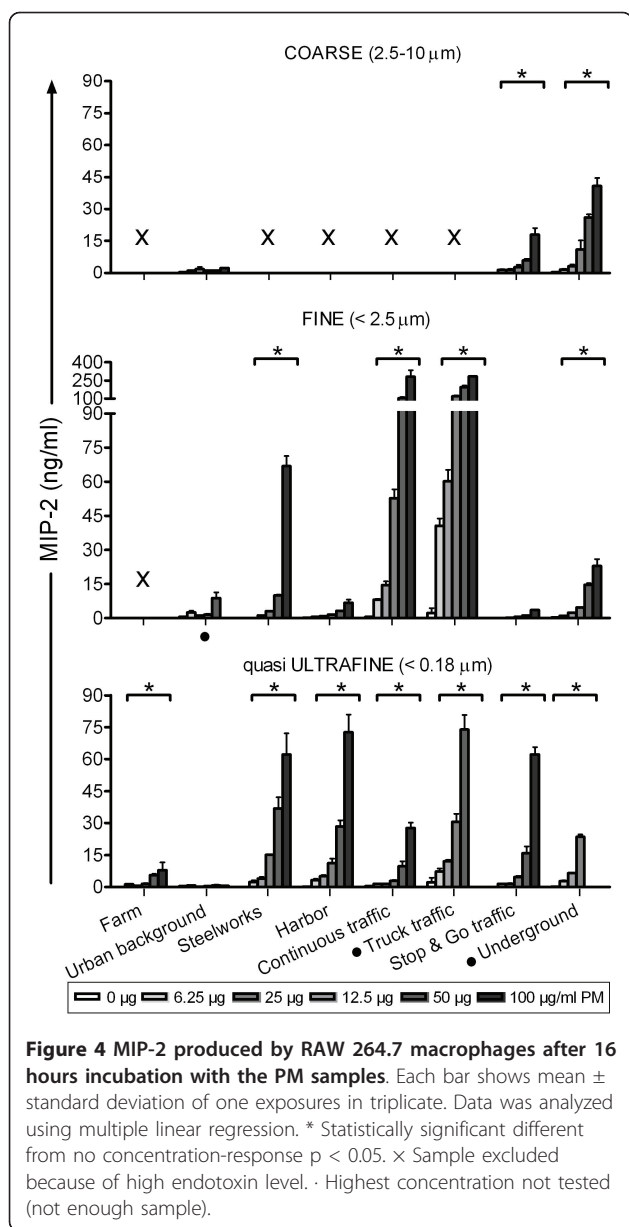 COARSE (2.5-10 µm)
90
75
60
45
30
15
0
* *
X X X X X
FINE (< 2.5 µm)
400
250
90
75
60
45
30
15
0
* * * *
X
•
MIP-2 (ng/ml)
quasi ULTRAFINE (< 0.18 µm)
90
75
60
45
30
15
0
* * * * * * *
Farm
Urban background
Steelworks
Harbor
Continuous traffic
• Truck traffic
Stop & Go traffic
• Underground
0 µg 6.25 µg 25 µg 12.5 µg 50 µg 100 µg/ml PM
Figure 4 MIP-2 produced by RAW 264.7 macrophages after 16
hours incubation with the PM samples. Each bar shows mean ±
standard deviation of one exposures in triplicate. Data was analyzed
using multiple linear regression. * Statistically significant different
from no concentration-response p < 0.05. × Sample excluded
because of high endotoxin level. · Highest concentration not tested
(not enough sample).